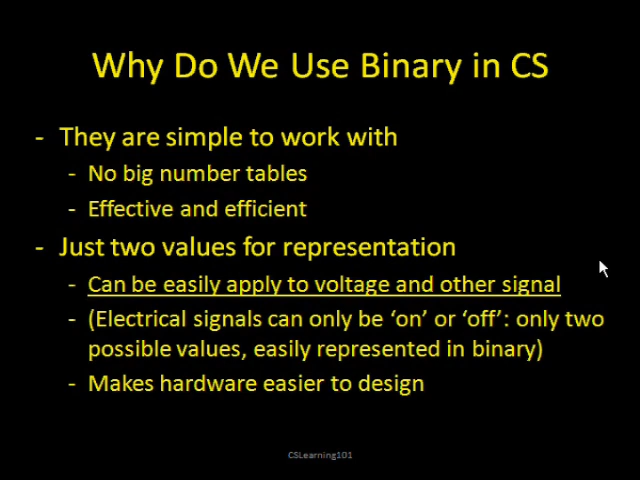 Why Do We Use Binary in CS
- They are simple to work with
- No big number tables
- Effective and efficient
- Just two values for representation
- Can be easily apply to voltage and other signal
- (Electrical signals can only be ‘on’ or ‘off’: only two
possible values, easily represented in binary)
- Makes hardware easier to design
CSLearning101